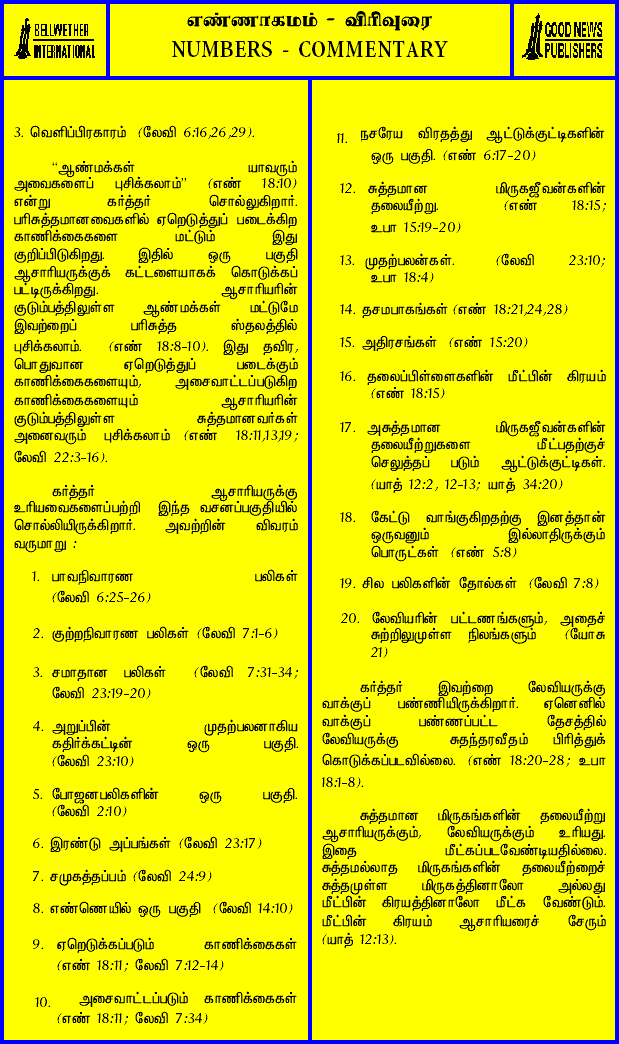 BELLWETHER
INTERNATIONAL
எண்ணாகமம் - விரிவுரை
NUMBERS - COMMENTARY
GOOD NEWS
PUBLISHERS
3. வெளிப்பிரகாரம் (லேவி 6:16,26,29).
“ஆண்மக்கள் யாவரும்
அவைகளைப் புசிக்கலாம்” (எண் 18:10)
என்று கர்த்தர் சொல்லுகிறார்.
பரிசுத்தமானவைகளில் ஏறெடுத்துப் படைக்கிற
காணிக்கைகளை மட்டும் இது
குறிப்பிடுகிறது. இதில் ஒரு பகுதி
ஆசாரியருக்குக் கட்டளையாகக் கொடுக்கப்
பட்டிருக்கிறது. ஆசாரியரின்
குடும்பத்திலுள்ள ஆண்மக்கள் மட்டுமே
இவற்றைப் பரிசுத்த ஸ்தலத்தில்
புசிக்கலாம். (எண் 18:8-10). இது தவிர,
பொதுவான ஏறெடுத்துப் படைக்கும்
காணிக்கைகளையும், அசைவாட்டப்படுகிற
காணிக்கைகளையும் ஆசாரியரின்
குடும்பத்திலுள்ள சுத்தமானவர்கள்
அனைவரும் புசிக்கலாம் (எண் 18:11,13,19;
லேவி 22:3-16).
கர்த்தர் ஆசாரியருக்கு
உரியவைகளைப்பற்றி இந்த வசனப்பகுதியில்
சொல்லியிருக்கிறார். அவற்றின் விவரம்
வருமாறு :
1. பாவநிவாரண பலிகள்
(லேவி 6:25-26)
2. குற்றநிவாரண பலிகள் (லேவி 7:1-6)
3. சமாதான பலிகள் (லேவி 7:31-34;
லேவி 23:19-20)
4. அறுப்பின் முதற்பலனாகிய
கதிர்க்கட்டின் ஒரு பகுதி.
(லேவி 23:10)
5. போஜனபலிகளின் ஒரு பகுதி.
(லேவி 2:10)
6. இரண்டு அப்பங்கள் (லேவி 23:17)
7. சமுகத்தப்பம் (லேவி 24:9)
8. எண்ணெயில் ஒரு பகுதி (லேவி 14:10)
9. ஏறெடுக்கப்படும் காணிக்கைகள்
(எண் 18:11; லேவி 7:12-14)
10. அசைவாட்டப்படும் காணிக்கைகள்
(எண் 18:11; லேவி 7:34)
11. நசரேய விரதத்து ஆட்டுக்குட்டிகளின்
ஒரு பகுதி. (எண் 6:17-20)
12. சுத்தமான மிருகஜீவன்களின்
தலையீற்று. (எண் 18:15;
உபா 15:19-20)
13. முதற்பலன்கள். (லேவி 23:10;
உபா 18:4)
14. தசமபாகங்கள் (எண் 18:21,24,28)
15. அதிரசங்கள் (எண் 15:20)
16. தலைப்பிள்ளைகளின் மீட்பின் கிரயம்
(எண் 18:15)
17. அசுத்தமான மிருகஜீவன்களின்
தலையீற்றுகளை மீட்பதற்குச்
செலுத்தப் படும் ஆட்டுக்குட்டிகள்.
(யாத் 12:2, 12-13; யாத் 34:20)
18. கேட்டு வாங்குகிறதற்கு இனத்தான்
ஒருவனும் இல்லாதிருக்கும்
பொருட்கள் (எண் 5:8)
19. சில பலிகளின் தோல்கள் (லேவி 7:8)
20. லேவியரின் பட்டணங்களும், அதைச்
சுற்றிலுமுள்ள நிலங்களும் (யோசு
21)
கர்த்தர் இவற்றை லேவியருக்கு
வாக்குப் பண்ணியிருக்கிறார். ஏனெனில்
வாக்குப் பண்ணப்பட்ட தேசத்தில்
லேவியருக்கு சுதந்தரவீதம் பிரித்துக்
கொடுக்கப்படவில்லை. (எண் 18:20-28; உபா
18:1-8).
சுத்தமான மிருகங்களின் தலையீற்று
ஆசாரியருக்கும், லேவியருக்கும் உரியது.
இதை மீட்கப்படவேண்டியதில்லை.
சுத்தமல்லாத மிருகங்களின் தலையீற்றைச்
சுத்தமுள்ள மிருகத்தினாலோ அல்லது
மீட்பின் கிரயத்தினாலோ மீட்க வேண்டும்.
மீட்பின் கிரயம் ஆசாரியரைச் சேரும்
(யாத் 12:13).